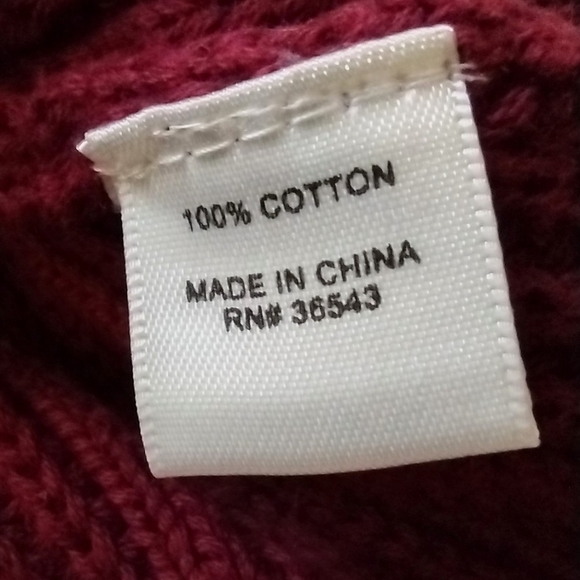 100% COTTON
MADE IN CHINA
RN# 36543